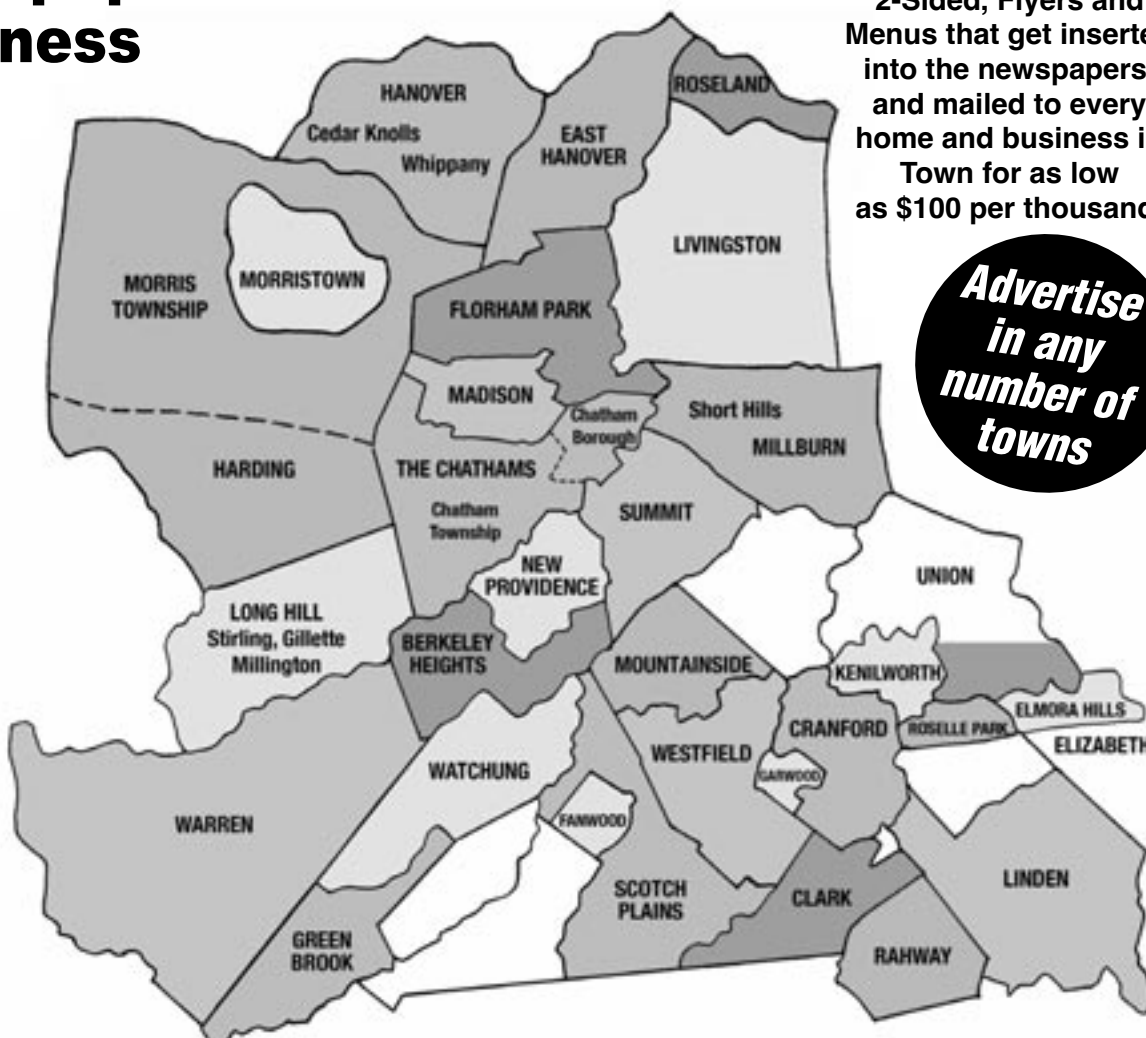 ness
2-Sided, Flyers and
Menus that get inserte
into the newspapers
and mailed to every
home and business i
Town for as low
as $100 per thousan
Advertise
in any
number of
towns
HANOVER
Cedar Knolls
Whippany
EAST
HANOVER
ROSELAND
LIVINGSTON
MORRIS
TOWNSHIP
MORRISTOWN
FLORHAM PARK
MADISON
Chatham
Borough
Short Hills
MILLBURN
HARDING
THE CHATHAMS
Chatham
Township
SUMMIT
NEW
PROVIDENCE
UNION
LONG HILL
Stirling, Gillette
Millington
BERKELEY
HEIGHTS
MOUNTAINSIDE
KENILWORTH
ELMORA HILLS
ROSELLE PARK
CRANFORD
ELIZABETH
WESTFIELD
GARWOOD
WATCHUNG
FANWOOD
WARREN
SCOTCH
PLAINS
CLARK
LINDEN
GREEN
BROOK
RAHWAY